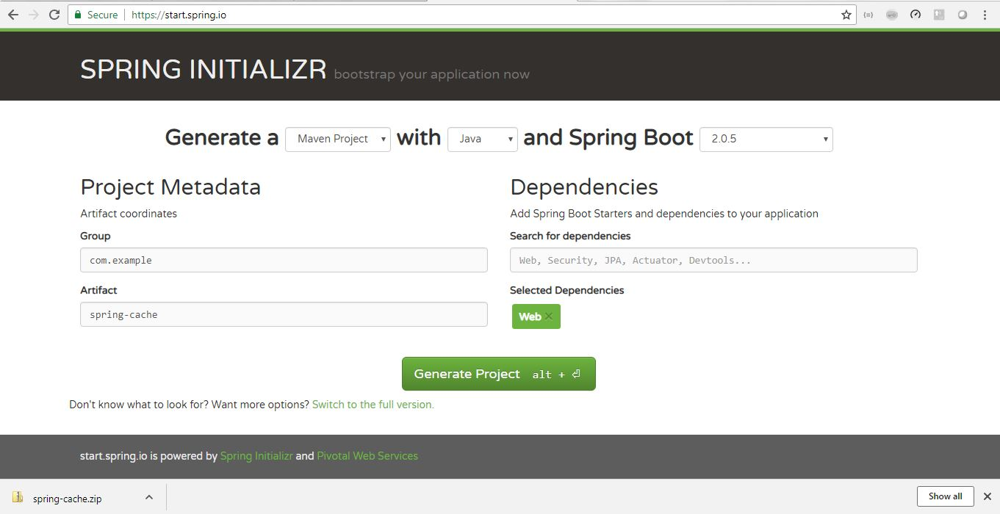 Secure https://start.spring.io
SPRING INITIALIZR bootstrap your application now
Generate a Maven Project with Java and Spring Boot 2.0.5
Project Metadata
Artifact coordinates
Group
com.example
Artifact
spring-cache
Dependencies
Add Spring Boot Starters and dependencies to your application
Search for dependencies
Web, Security, JPA, Actuator, Devtools...
Selected Dependencies
Web ×
Generate Project alt + ⏎
Don't know what to look for? Want more options? Switch to the full version.
start.spring.io is powered by Spring Initializr and Pivotal Web Services
spring-cache.zip
Show all